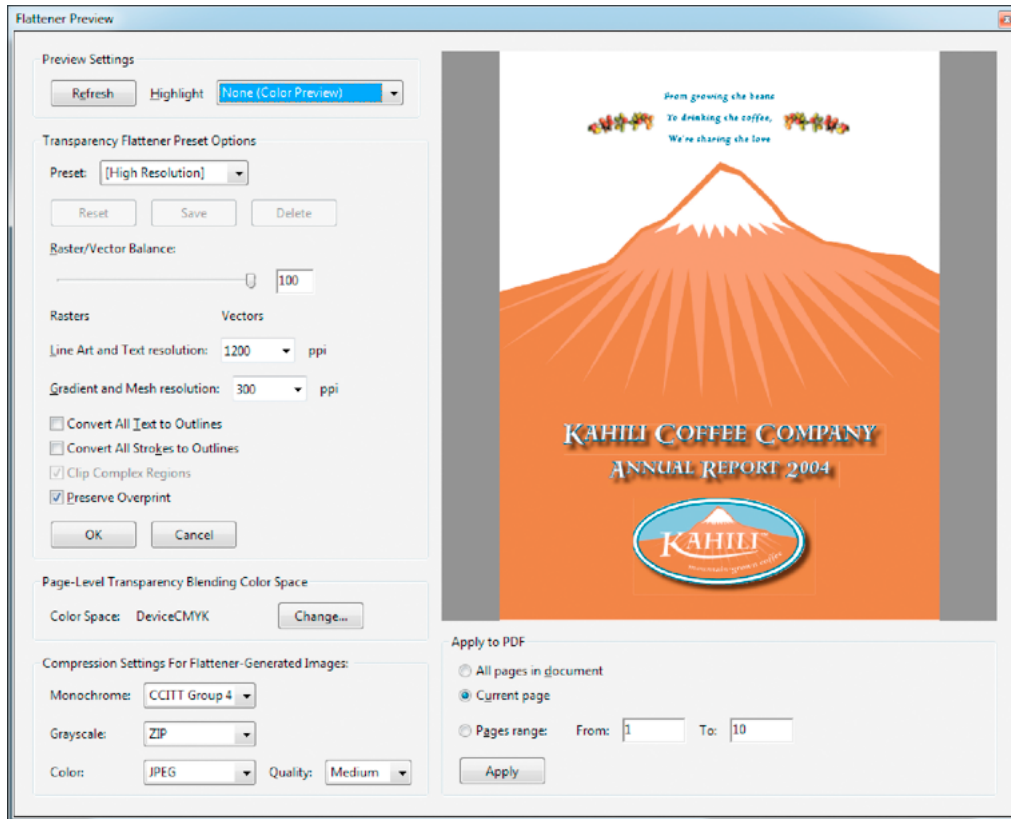 Flattener Preview
Preview Settings
Refresh Highlight None (Color Preview)
Transparency Flattener Preset Options
Preset: [High Resolution]
Reset Save Delete
Raster/Vector Balance:
100
Rasters Vectors
Line Art and Text resolution: 1200 ppi
Gradient and Mesh resolution: 300 ppi
Convert All Text to Outlines
Convert All Strokes to Outlines
Clip Complex Regions
Preserve Overprint
OK Cancel
Page-Level Transparency Blending Color Space
Color Space: DeviceCMYK Change...
Compression Settings For Flattener-Generated Images:
Monochrome: CCITT Group 4
Grayscale: ZIP
Color: JPEG Quality: Medium
From growing the beans
To drinking the coffee,
We're sharing the love
KAHILI COFFEE COMPANY
ANNUAL REPORT 2004
KAHILI
mountain grown coffee
Apply to PDF
All pages in document
Current page
Pages range: From: 1 To: 10
Apply